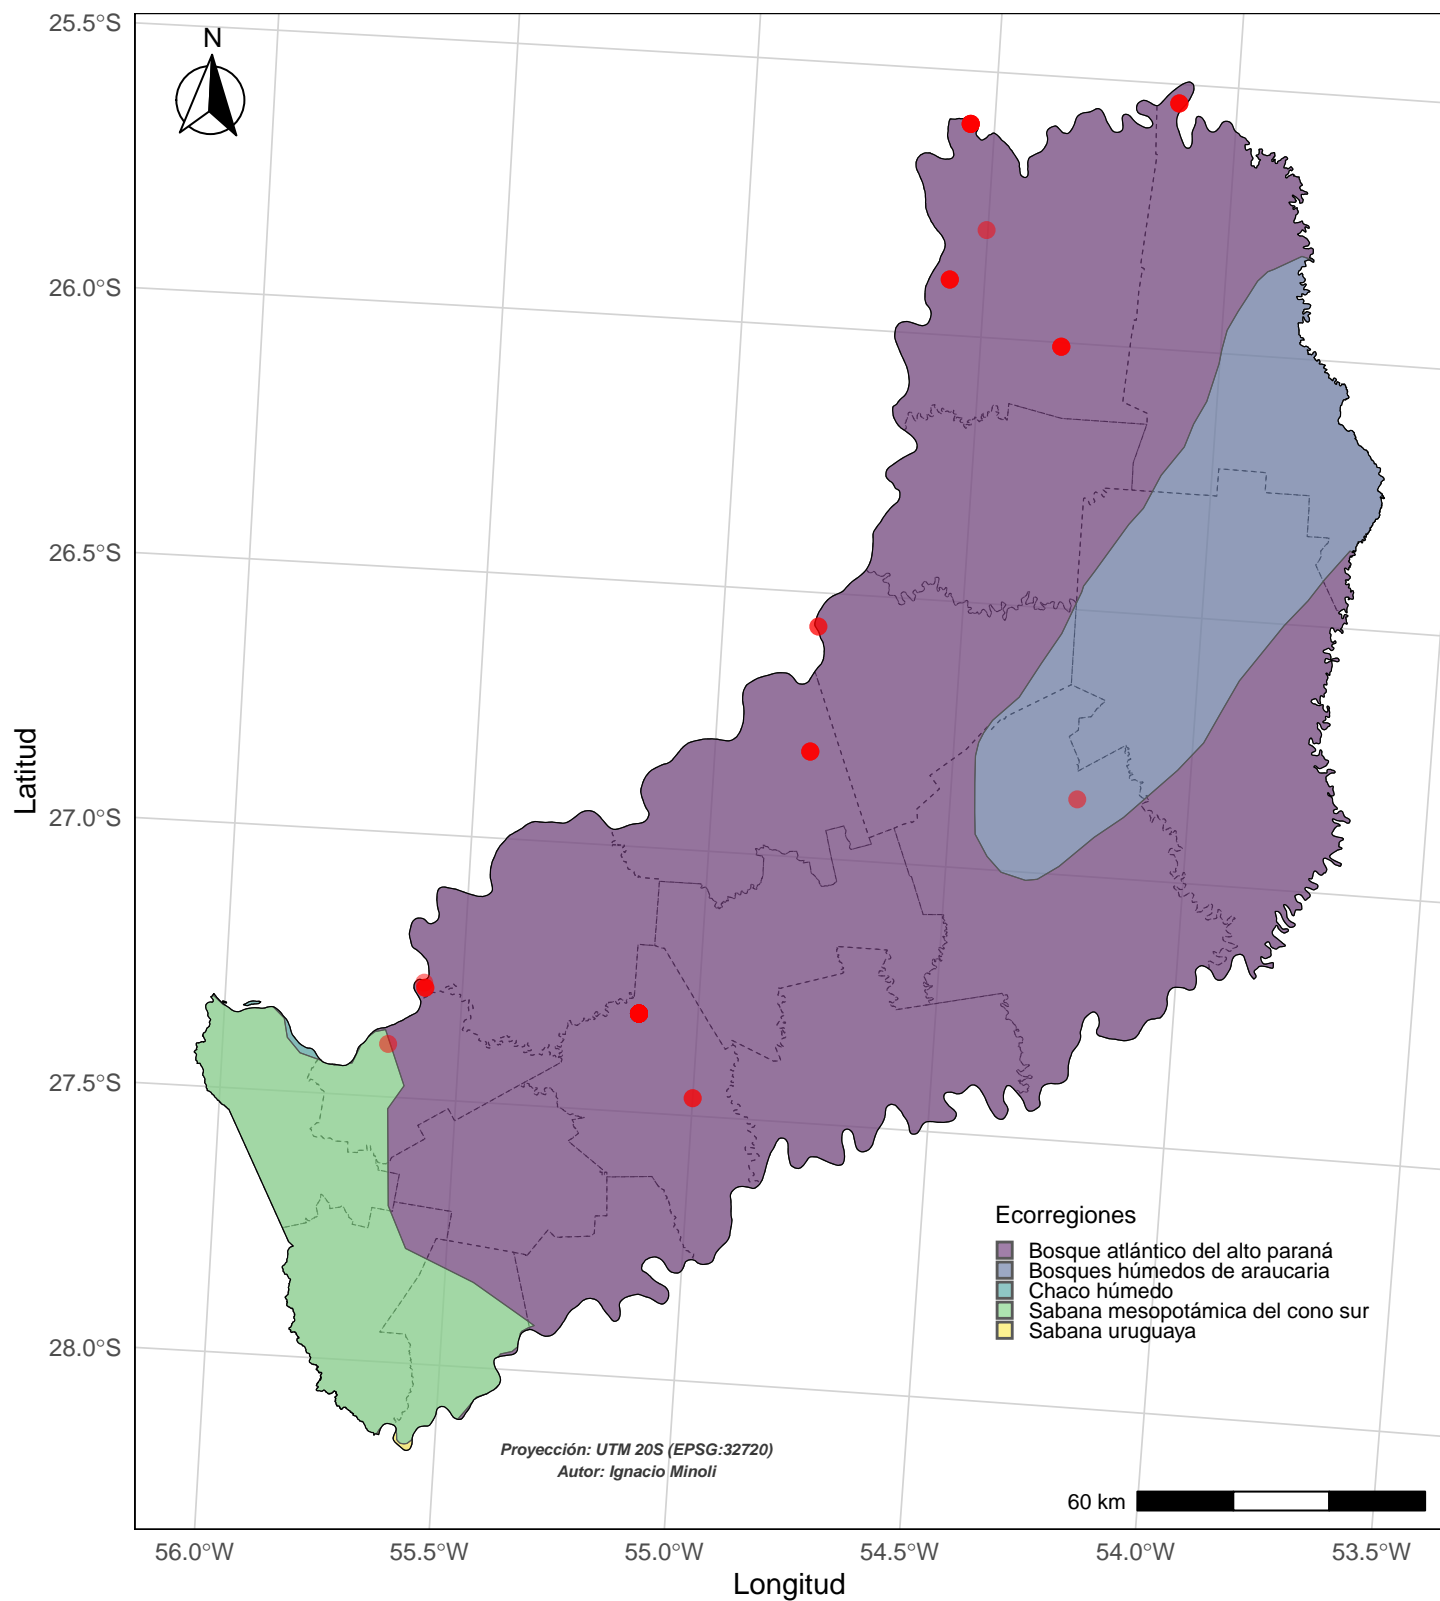 N
25.5°S
26.0°S
26.5°S
27.0°S
27.5°S
28.0°S
Latitud
Ecorregiones
Bosque atlántico del alto paraná
Bosques húmedos de araucaria
Chaco húmedo
Sabana mesopotámica del cono sur
Sabana uruguaya
Proyección: UTM 20S (EPSG:32720)
Autor: Ignacio Minoli
60 km
56.0°W
55.5°W
55.0°W
54.5°W
54.0°W
53.5°W
Longitud